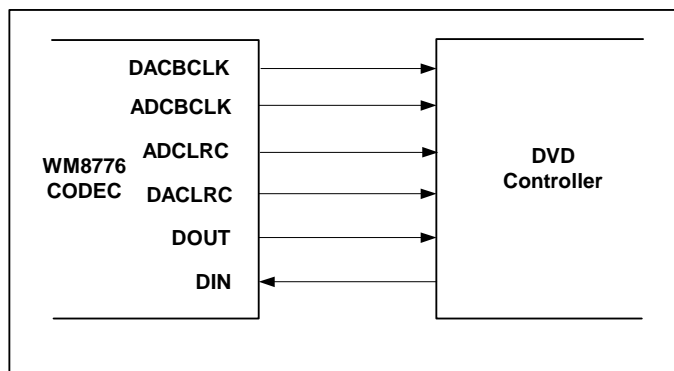 DACBCLK
ADCBCLK
ADCLRC
WM8776
CODEC
DACLRC
DOUT
DIN
DVD
Controller